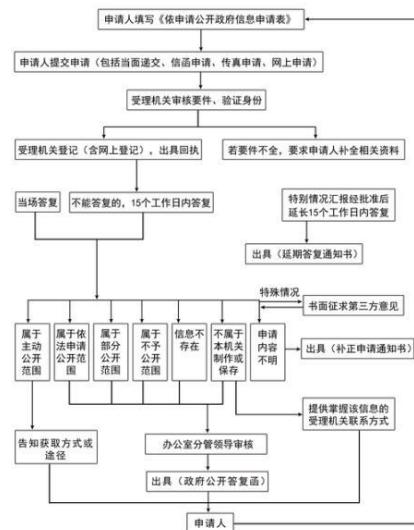 申请人填写《依申请公开政府信息申请表》
申请人提交申请（包括当面递交、信函申请、传真申请、网上申请）
受理机关审核要件、验证身份
受理机关登记（含网上登记），出具回执
若要件不全，要求申请人补全相关资料
当场答复
不能答复的，15个工作日内答复
特别情况汇报经批准后
延长15个工作日内答复
出具（延期答复通知书）
特殊情况
书面征求第三方意见
属于
主动
公开
范围
属于依
法申请
公开范
围
属于
部分
公开范
围
属于
不予
公开范
围
信息不
存在
不属于
本机关
制作或
保存
申请
内容
不明
出具（补正申请通知书）
提供掌握该信息的
受理机关联系方式
告知获取方式或
途径
办公室分管领导审核
出具（政府公开答复函）
申请人